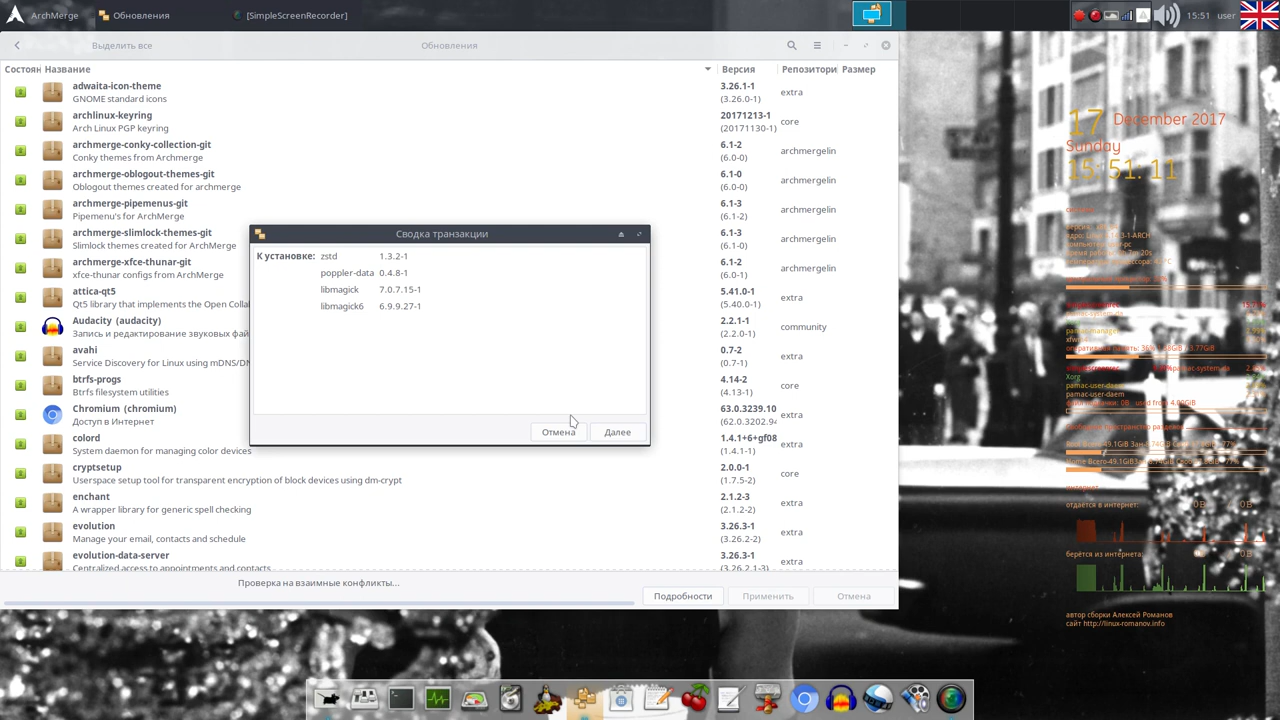 ArchMerge
Обновления
[SimpleScreenRecorder]
15:51 user
Выделить все
Обновления
Состоян Название Версия Репозитори Размер
adwaita-icon-theme 3.26.1-1
GNOME standard icons (3.26.0-1) extra
archlinux-keyring 20171213-1
Arch Linux PGP keyring (20171130-1) core
archmerge-conky-collection-git 6.1-2
Conky themes from Archmerge (6.0-0) archmergelin
archmerge-oblogout-themes-git 6.1-0
Oblogout themes created for archmerge (6.0-0) archmergelin
archmerge-pipemenus-git 6.1-3
Pipemenu's for ArchMerge (6.1-2) archmergelin
archmerge-slimlock-themes-git 6.1-3
Slimlock themes created for ArchMerge (6.1-0) archmergelin
archmerge-xfce-thunar-git 6.1-2
xfce-thunar configs from ArchMerge (6.0-1) archmergelin
attica-qt5 5.41.0-1
Qt5 library that implements the Open Collal (5.40.0-1) extra
Audacity (audacity) 2.2.1-1
Запись и редактирование звуковых фай (2.2.0-1) community
avahi 0.7-2
Service Discovery for Linux using mDNS/DN (0.7-1) extra
btrfs-progs 4.14-2
Btrfs filesystem utilities (4.13-1) core
Chromium (chromium) 63.0.3239.10
Доступ в Интернет (62.0.3202.94 extra
colord 1.4.1+6+gf08
System daemon for managing color devices (1.4.1-1) extra
cryptsetup 2.0.0-1
Userspace setup tool for transparent encryption of block devices using dm-crypt (1.7.5-2) core
enchant 2.1.2-3
A wrapper library for generic spell checking (2.1.2-2) extra
evolution 3.26.3-1
Manage your email, contacts and schedule (3.26.2-2) extra
evolution-data-server 3.26.3-1
Centralized access to appointments and contacts (3.26.2.1-3) extra
Сводка транзакции
К установке: zstd 1.3.2-1
poppler-data 0.4.8-1
libmagick 7.0.7.15-1
libmagick6 6.9.9.27-1
Отмена Далее
Проверка на взаимные конфликты...
Подробности Применить Отмена
17 December 2017
Sunday
15: 51: 11
отдаётся в интернет: 0B 0B
берётся из интернета: 0B
автор сборки Алексей Романов
сайт http://linux-romanov.info